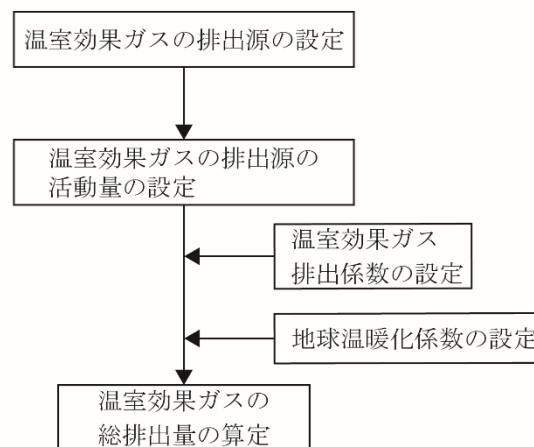 温室効果ガスの排出源の設定
温室効果ガスの排出源の
活動量の設定
温室効果ガス
排出係数の設定
地球温暖化係数の設定
温室効果ガスの
総排出量の算定